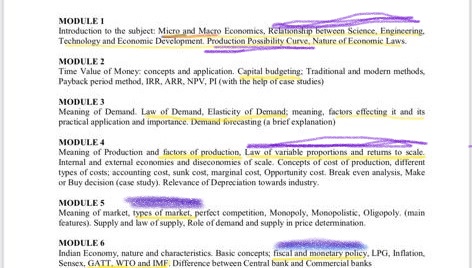 MODULE 1
Introduction to the subject: Micro and Macro Economics, Relationship between Science, Engineering,
Technology and Economic Development. Production Possibility Curve, Nature of Economic Laws.
MODULE 2
Time Value of Money: concepts and application. Capital budgeting; Traditional and modern methods,
Payback period method, IRR, ARR, NPV, PI (with the help of case studies)
MODULE 3
Meaning of Demand. Law of Demand, Elasticity of Demand; meaning, factors effecting it and its
practical application and importance. Demand forecasting (a brief explanation)
MODULE 4
Meaning of Production and factors of production, Law of variable proportions and returns to scale.
Internal and external economies and diseconomies of scale. Concepts of cost of production, different
types of costs; accounting cost, sunk cost, marginal cost, Opportunity cost. Break even analysis, Make
or Buy decision (case study). Relevance of Depreciation towards industry.
MODULE 5
Meaning of market, types of market, perfect competition, Monopoly, Monopolistic, Oligopoly. (main
features). Supply and law of supply, Role of demand and supply in price determination.
MODULE 6
Indian Economy, nature and characteristics. Basic concepts; fiscal and monetary policy, LPG, Inflation,
Sensex, GATT, WTO and IMF. Difference between Central bank and Commercial banks